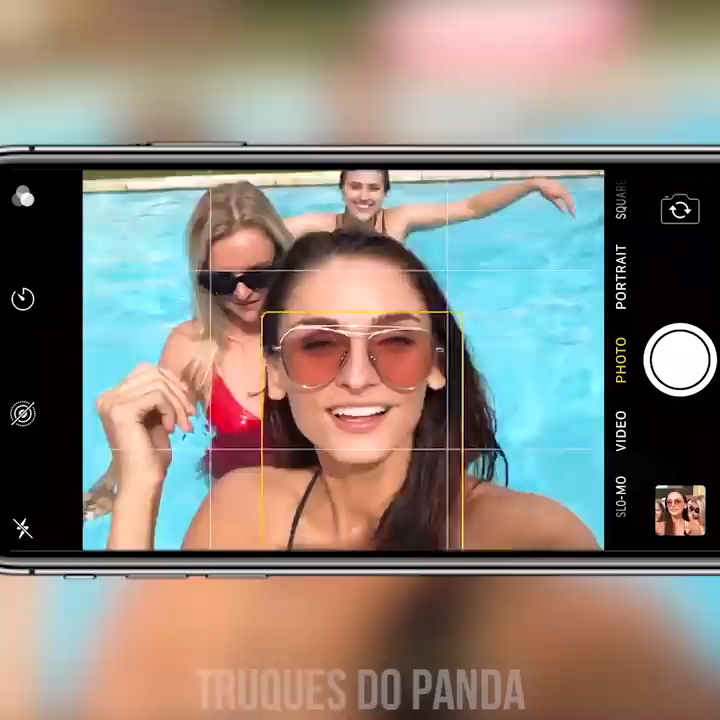 SQUARE
PORTRAIT
PHOTO
VIDEO
SLO-MO
TRUQUES DO PANDA